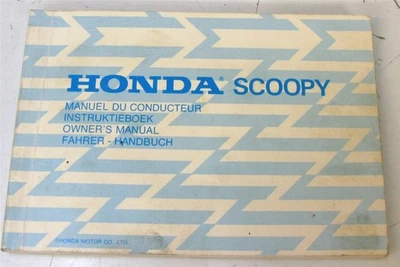 HONDA SCOOPY
MANUEL DU CONDUCTEUR
INSTRUKTIEBOEK
OWNER'S MANUAL
FAHRER - HANDBUCH
©HONDA MOTOR CO., LTD.